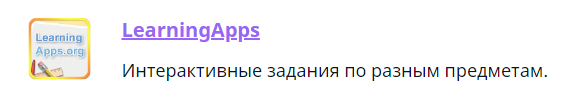 Learning
Apps.org
LearningApps
Интерактивные задания по разным предметам.